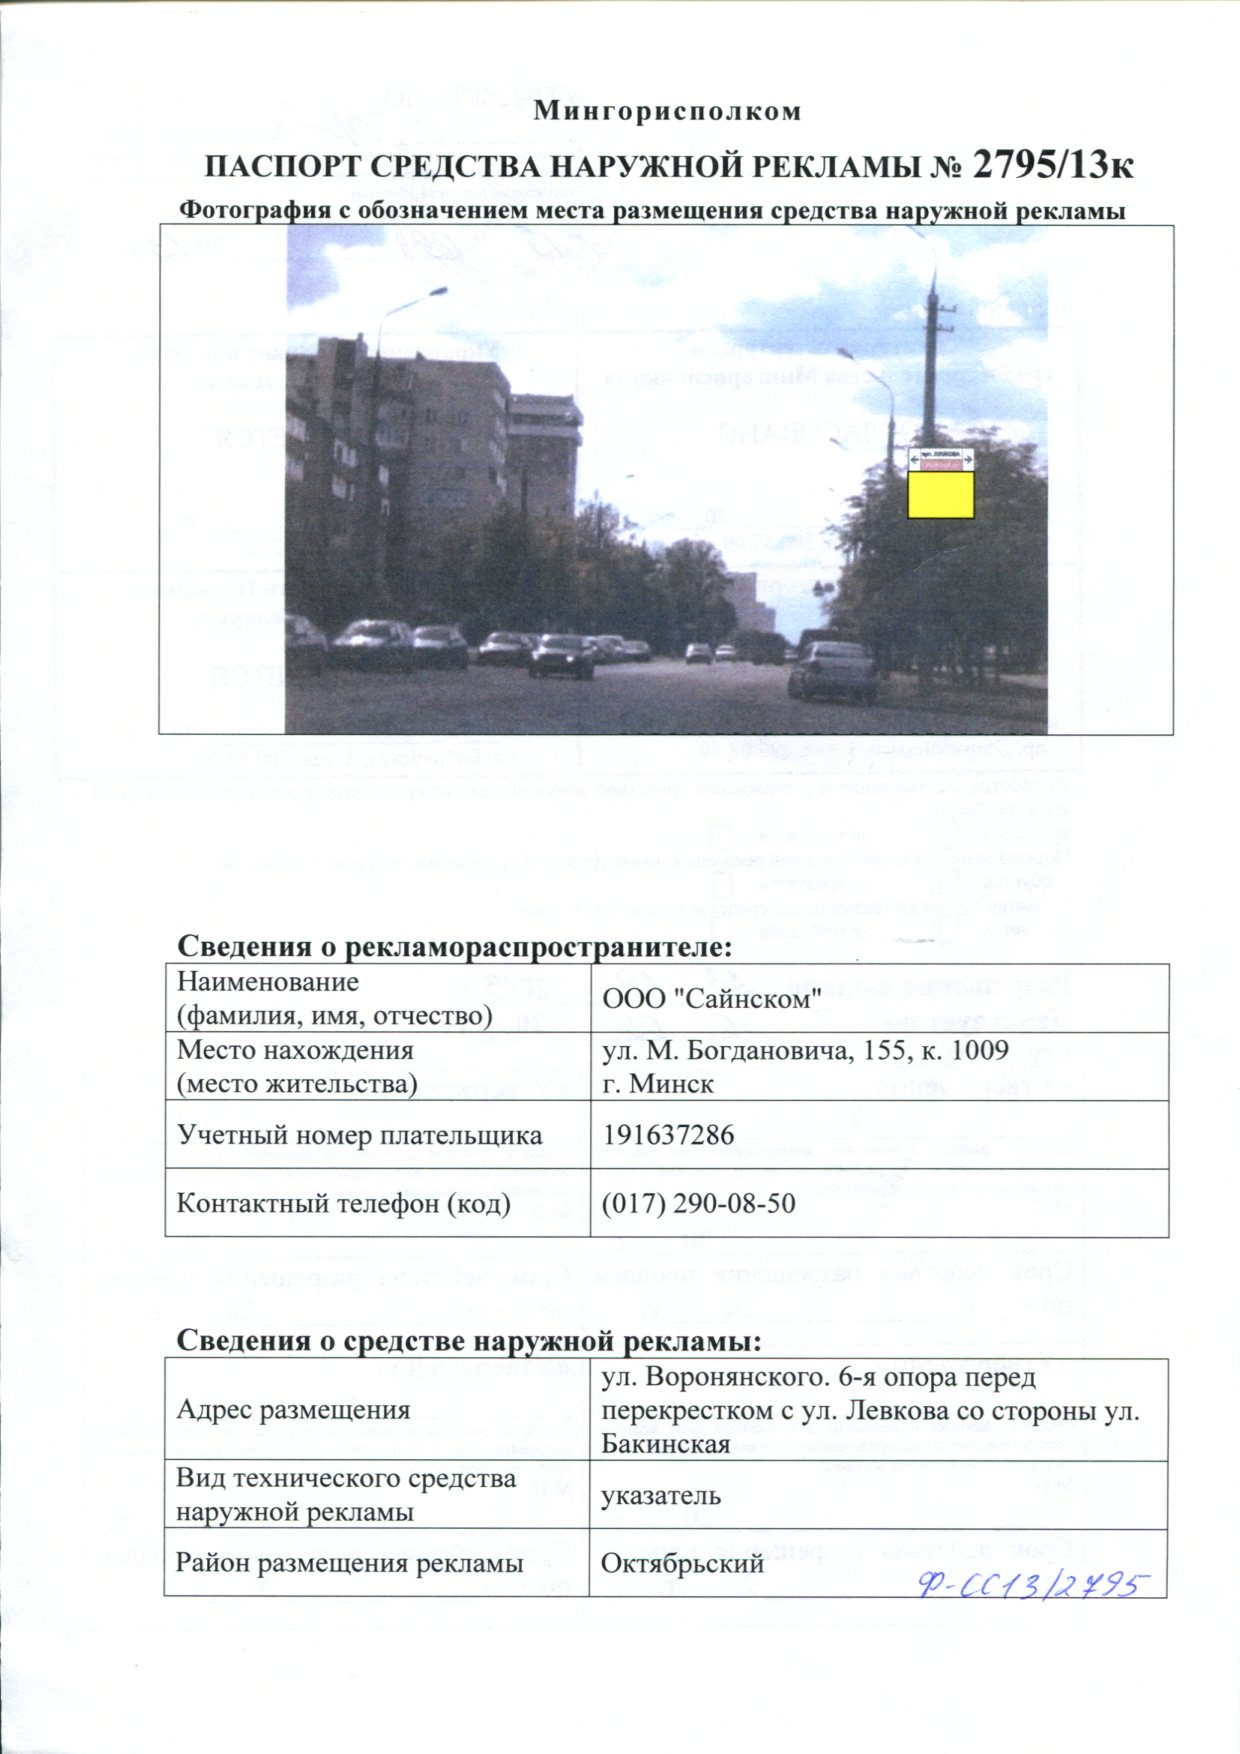 Мингорисполком
ПАСПОРТ СРЕДСТВА НАРУЖНОЙ РЕКЛАМЫ № 2795/13к
Фотография с обозначением места размещения средства наружной рекламы
Сведения о рекламораспространителе:
Наименование
(фамилия, имя, отчество)
ООО "Сайнском"
Место нахождения
(место жительства)
ул. М. Богдановича, 155, к. 1009
г. Минск
Учетный номер плательщика
191637286
Контактный телефон (код)
(017) 290-08-50
Сведения о средстве наружной рекламы:
Адрес размещения
ул. Воронянского. 6-я опора перед
перекрестком с ул. Левкова со стороны ул.
Бакинская
Вид технического средства
наружной рекламы
указатель
Район размещения рекламы
Октябрьский
Ф-СС13/2795